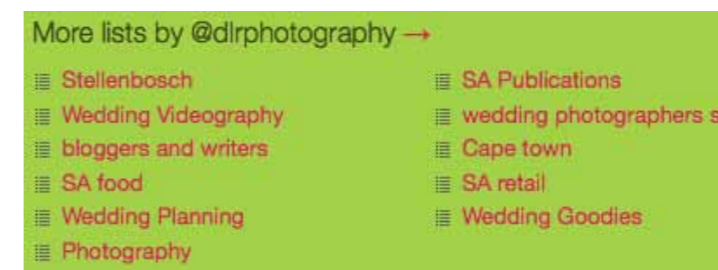 More lists by @dlrphotography →
Stellenbosch
Wedding Videography
bloggers and writers
SA food
Wedding Planning
Photography
SA Publications
wedding photographers s
Cape town
SA retail
Wedding Goodies